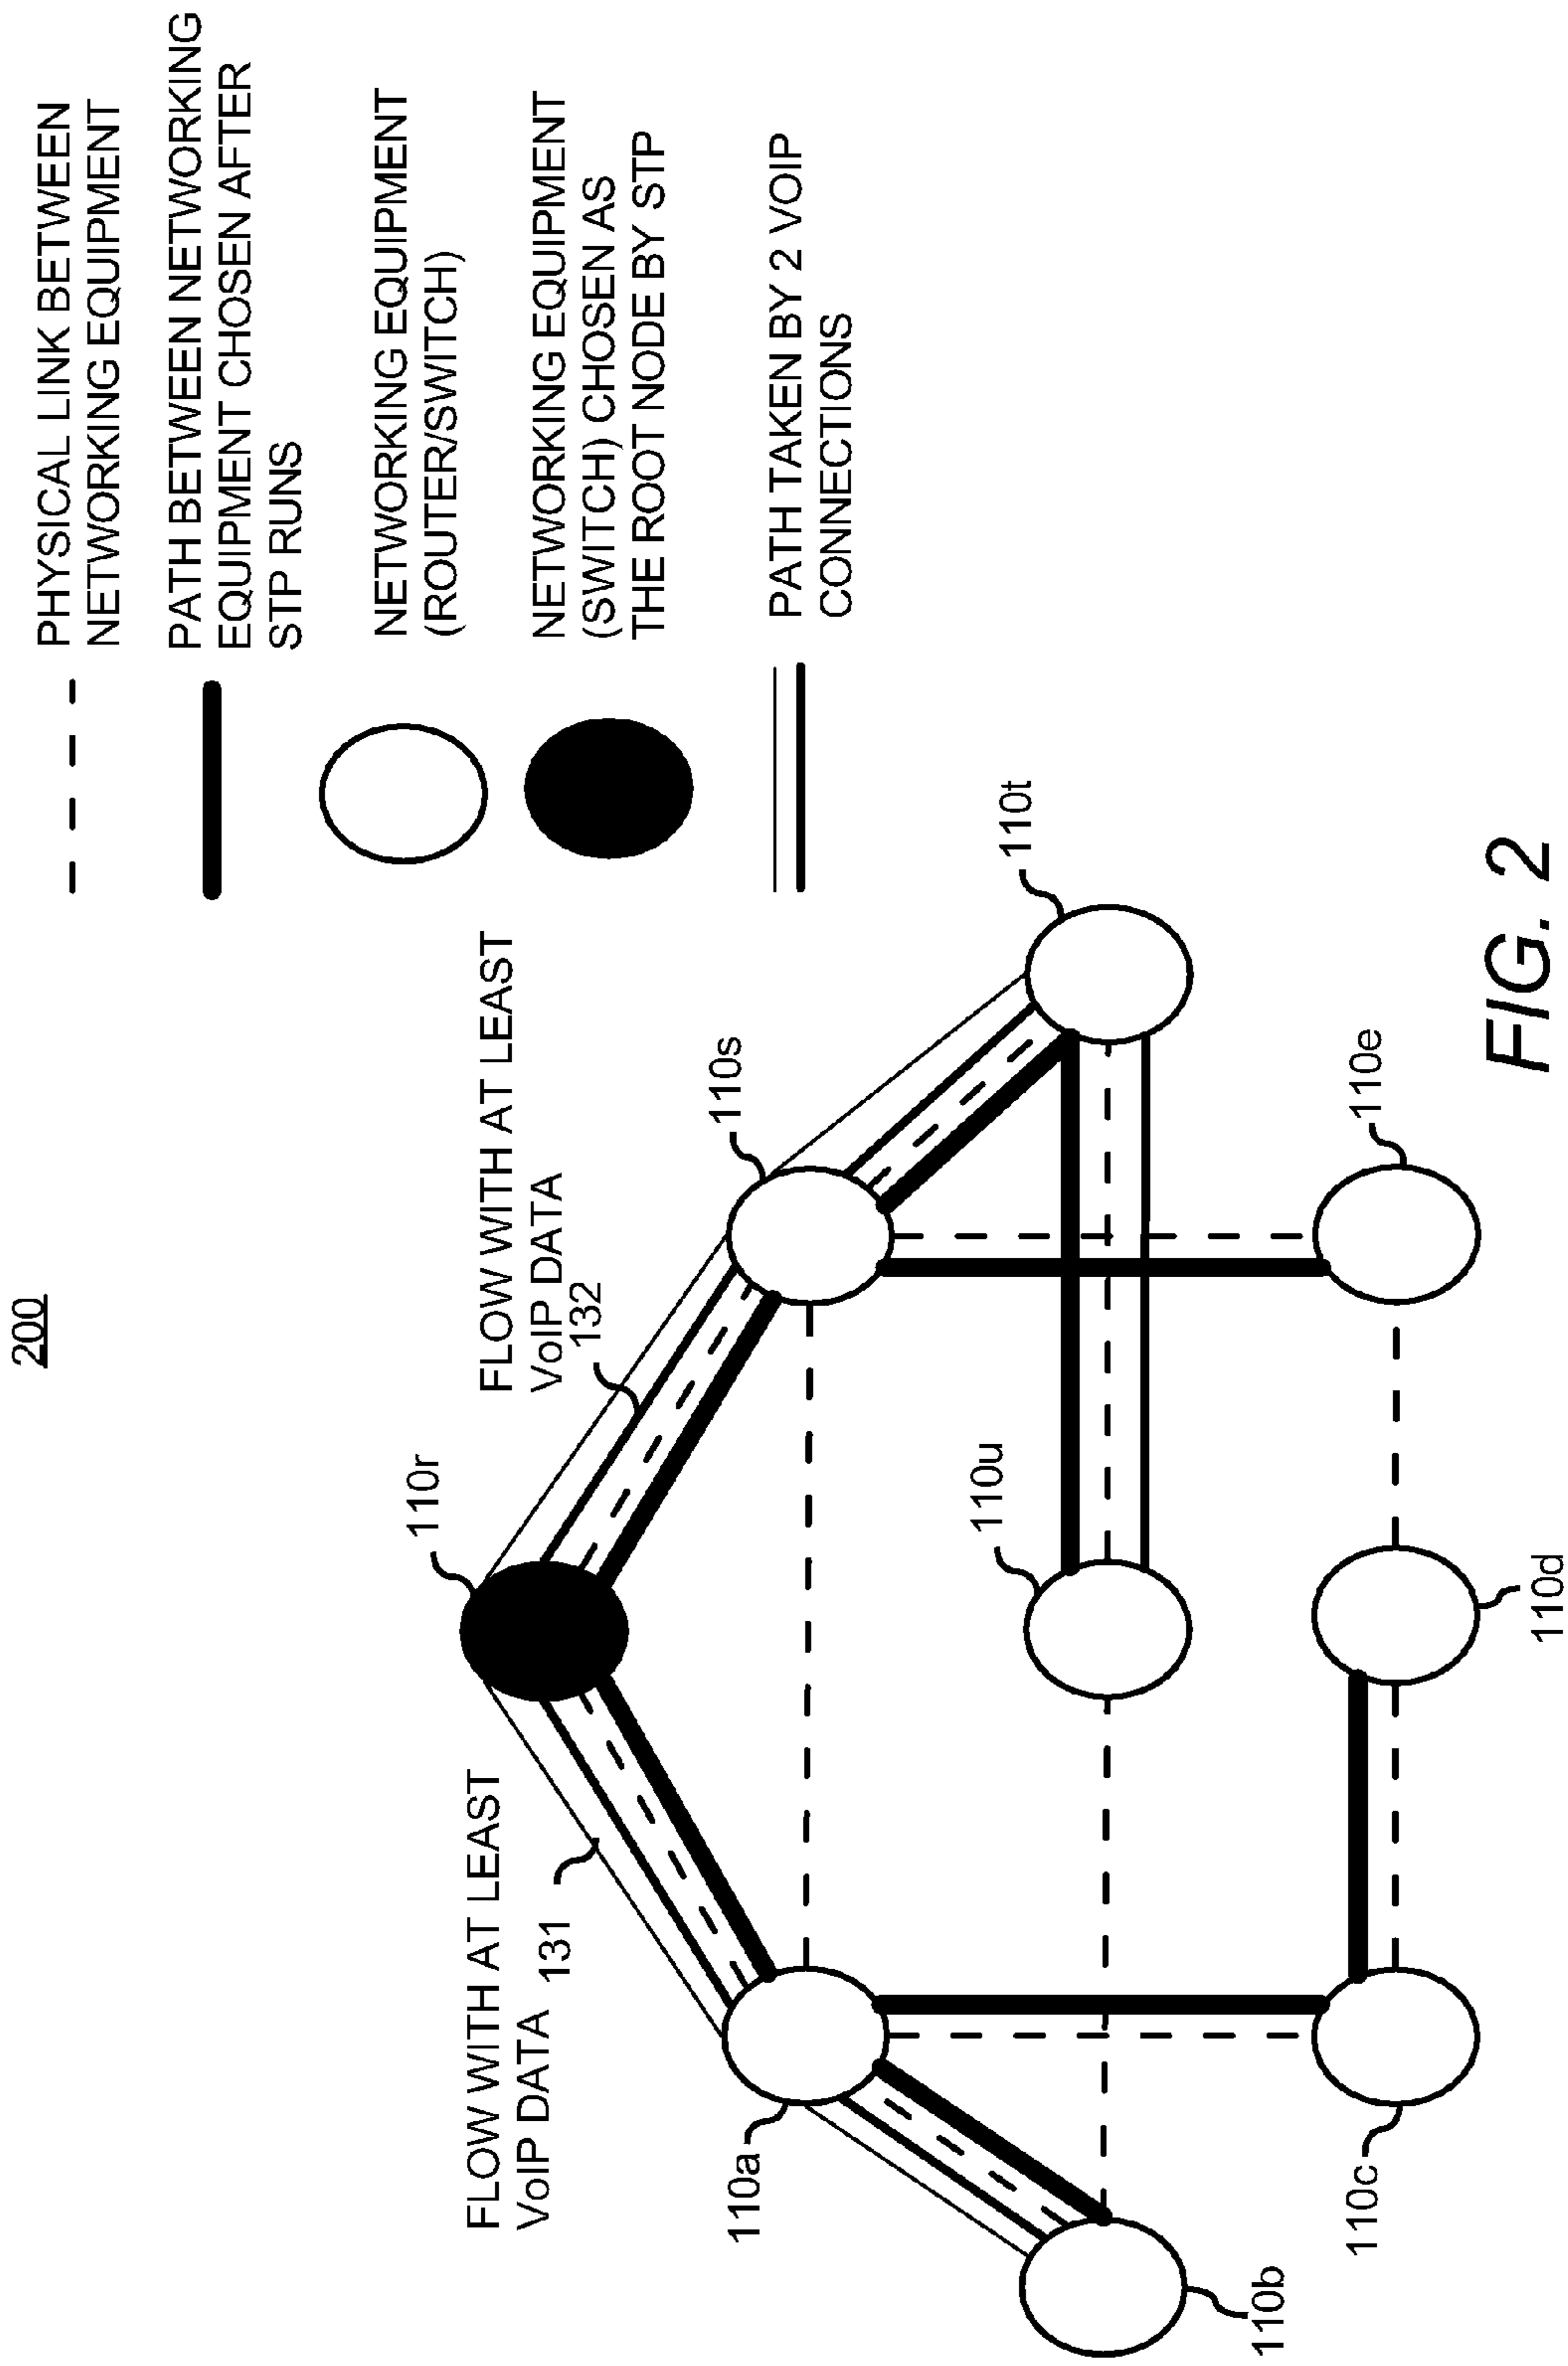 200
PHYSICAL LINK BETWEEN
NETWORKING EQUIPMENT
PATH BETWEEN NETWORKING
EQUIPMENT CHOSEN AFTER
STP RUNS
NETWORKING EQUIPMENT
(ROUTER/SWITCH)
NETWORKING EQUIPMENT
(SWITCH) CHOSEN AS
THE ROOT NODE BY STP
PATH TAKEN BY 2 VOIP
CONNECTIONS
110r
FLOW WITH AT LEAST
VoIP DATA 131
FLOW WITH AT LEAST
VoIP DATA
132
110a
110s
110b
110u
110t
110c
110d
110e
FIG. 2